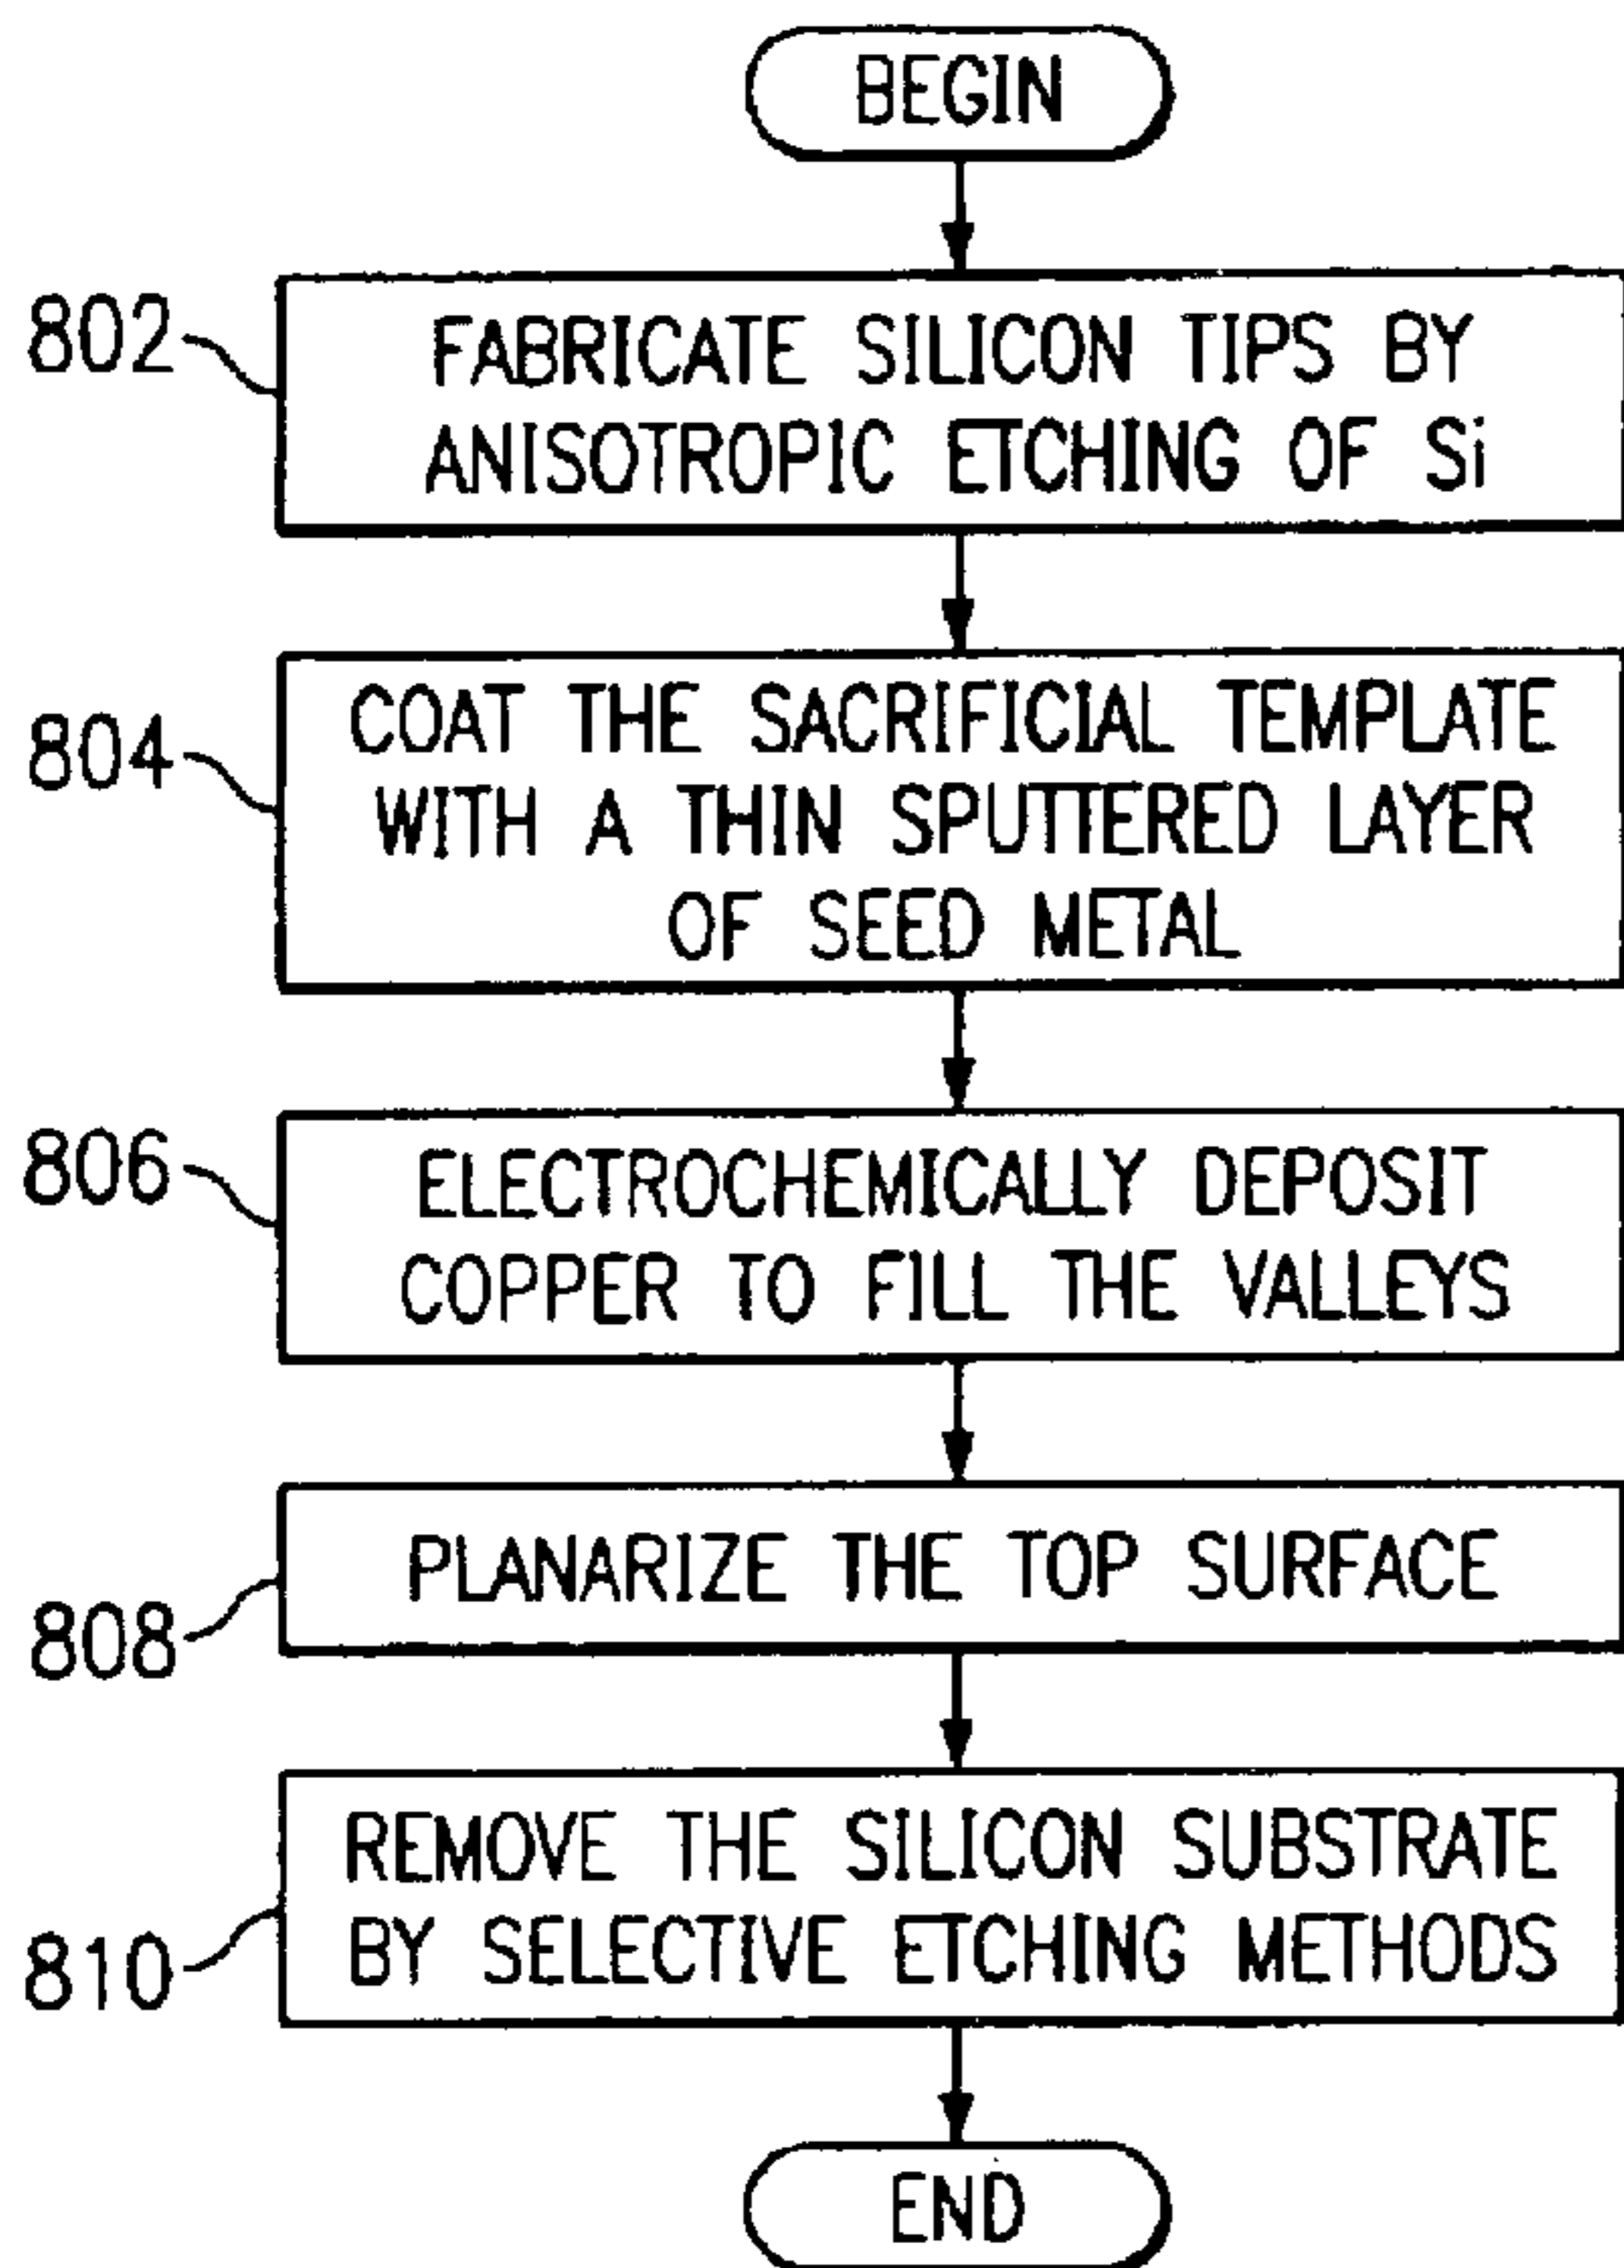 BEGIN
802
FABRICATE SILICON TIPS BY
ANISOTROPIC ETCHING OF Si
804
COAT THE SACRIFICIAL TEMPLATE
WITH A THIN SPUTTERED LAYER
OF SEED METAL
806
ELECTROCHEMICALLY DEPOSIT
COPPER TO FILL THE VALLEYS
808
PLANARIZE THE TOP SURFACE
810
REMOVE THE SILICON SUBSTRATE
BY SELECTIVE ETCHING METHODS
END